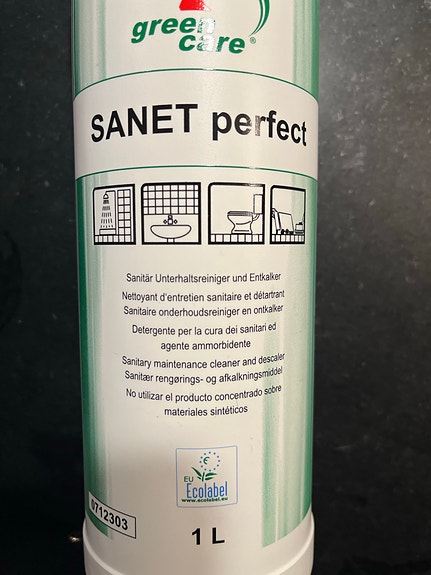 green
care®
SANET perfect
Sanitär Unterhaltsreiniger und Entkalker
Nettoyant d'entretien sanitaire et détartrant
Sanitaire onderhoudsreiniger en ontkalker
Detergente per la cura dei sanitari ed
agente ammorbidente
Sanitary maintenance cleaner and descaler
Sanitær rengørings- og afkalkningsmiddel
No utilizar el producto concentrado sobre
materiales sintéticos
EU
Ecolabel
www.ecolabel.eu
0712303
1 L